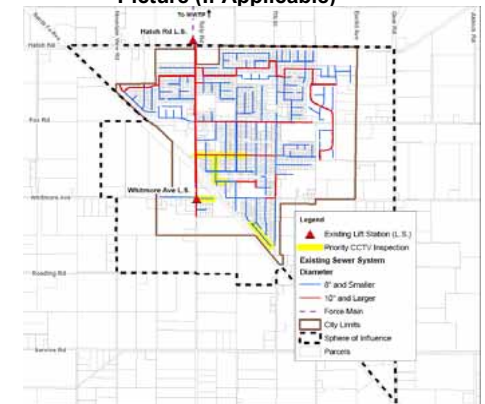 Picture (If Applicable)
To WWTP
Hatch Rd L.S.
Hatch Rd
Fox Rd
Whitmore Ave
Whitmore Ave L.S.
Redding Rd
Service Rd
Legend
Existing Lift Station (L.S.)
Priority CCTV Inspection
Existing Sewer System
Diameter
8" and Smaller
10" and Larger
Force Main
City Limits
Sphere of Influence
Parcels